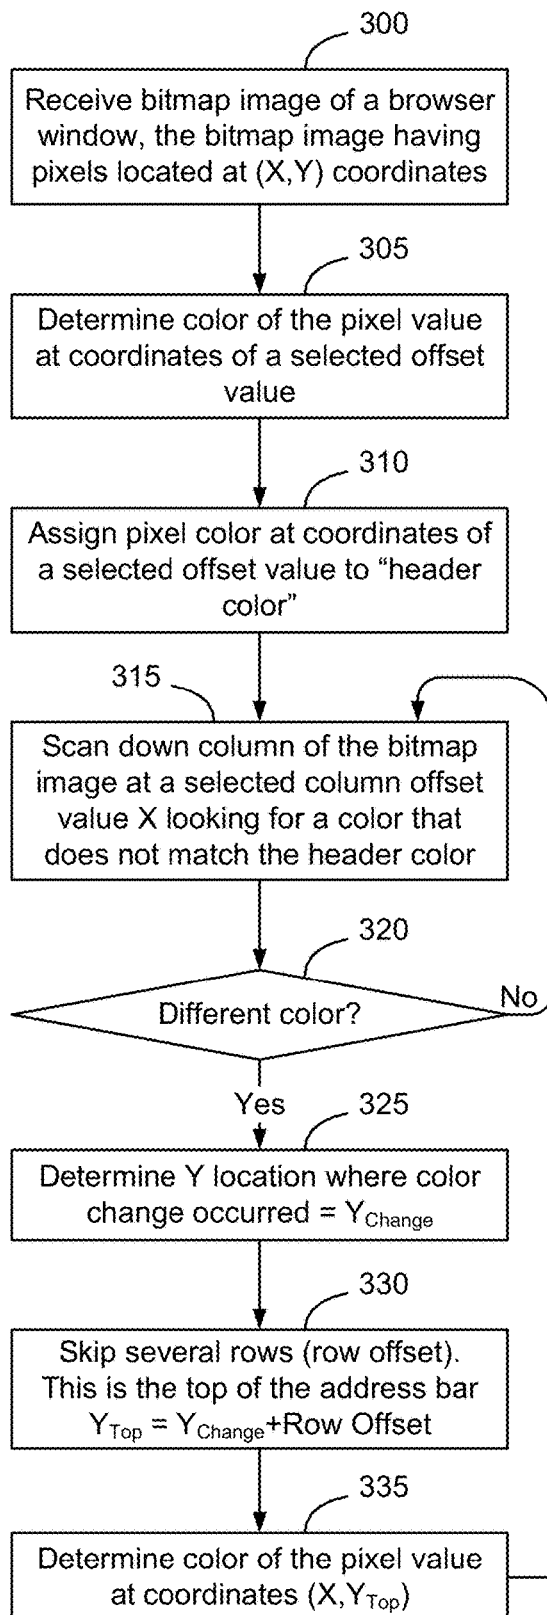 300
Receive bitmap image of a browser
window, the bitmap image having
pixels located at (X,Y) coordinates
305
Determine color of the pixel value
at coordinates of a selected offset
value
310
Assign pixel color at coordinates of
a selected offset value to “header
color”
315
Scan down column of the bitmap
image at a selected column offset
value X looking for a color that
does not match the header color
320
Different color?
No
Yes
325
Determine Y location where color
change occurred = YChange
330
Skip several rows (row offset).
This is the top of the address bar
YTop = YChange+Row Offset
335
Determine color of the pixel value
at coordinates (X,YTop)